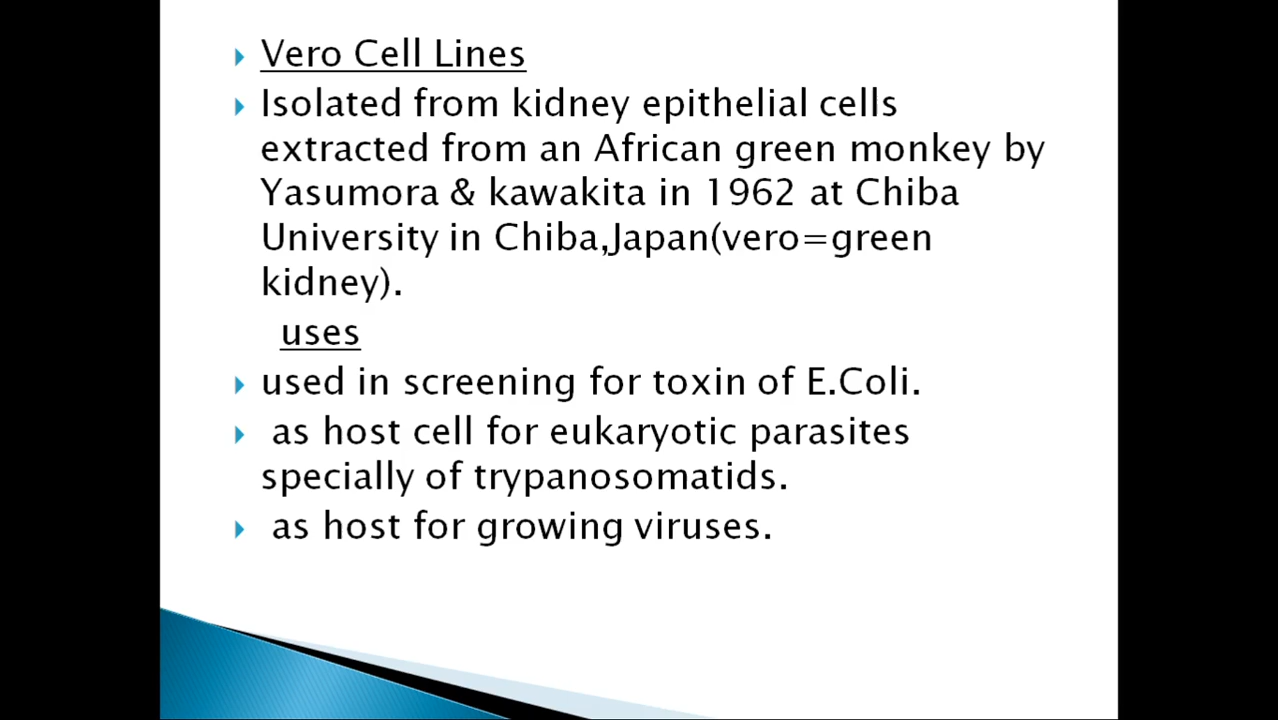 Vero Cell Lines
Isolated from kidney epithelial cells
extracted from an African green monkey by
Yasumora & kawakita in 1962 at Chiba
University in Chiba,Japan(vero=green
kidney).
uses
used in screening for toxin of E.Coli.
as host cell for eukaryotic parasites
specially of trypanosomatids.
as host for growing viruses.